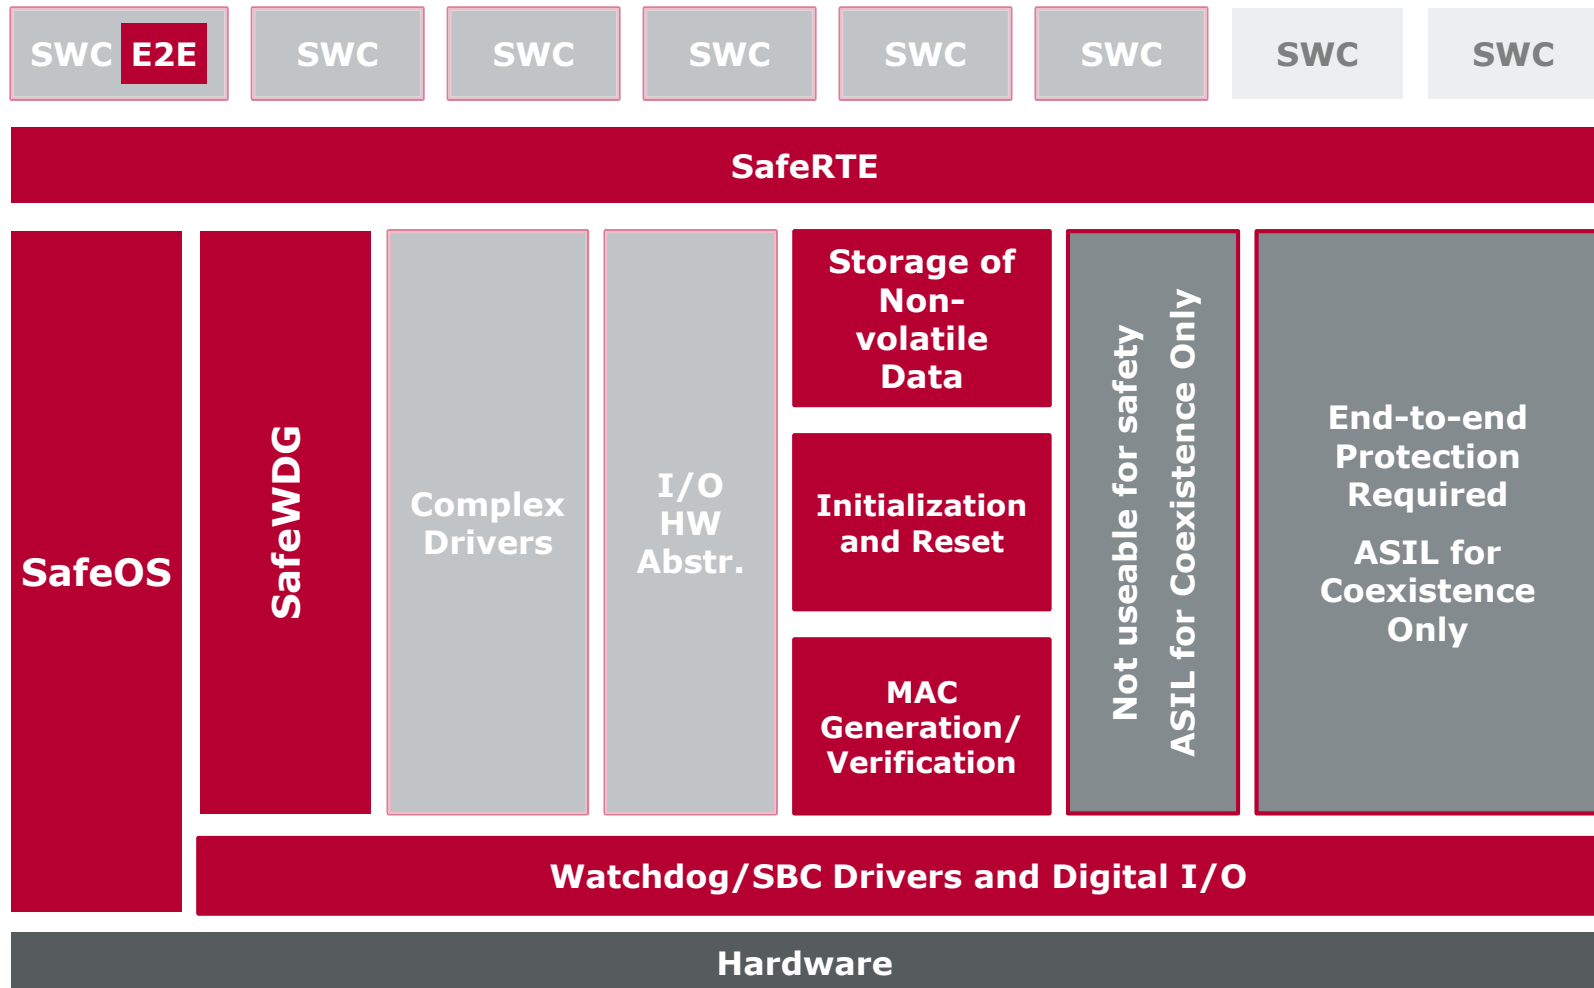 SWC E2E
SWC
SWC
SWC
SWC
SWC
SWC
SWC
SafeRTE
SafeOS
SafeWDG
Complex
Drivers
I/O
HW
Abstr.
Storage of
Non-
volatile
Data
Initialization
and Reset
MAC
Generation/
Verification
Not useable for safety
ASIL for Coexistence Only
End-to-end
Protection
Required
ASIL for
Coexistence
Only
Watchdog/SBC Drivers and Digital I/O
Hardware